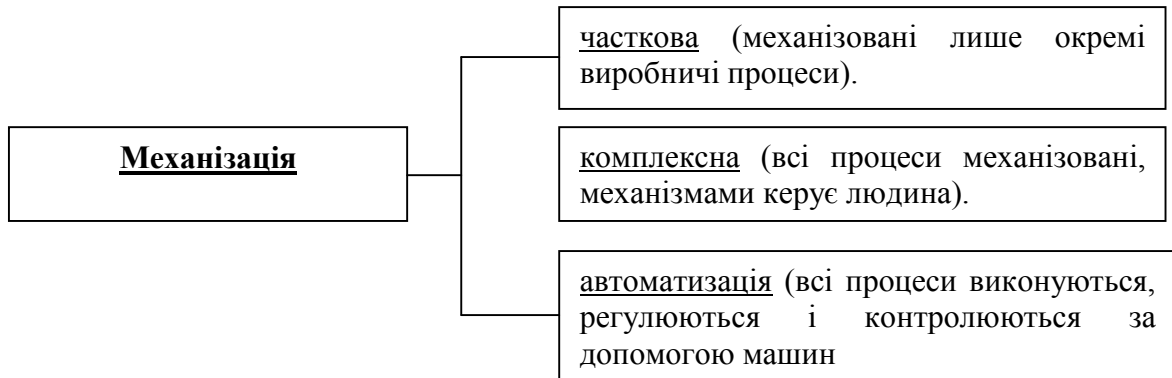 часткова (механізовані лише окремі
виробничі процеси).
Механізація
комплексна (всі процеси механізовані,
механізмами керує людина).
автоматизація (всі процеси виконуються,
регулюються і контролюються за
допомогою машин